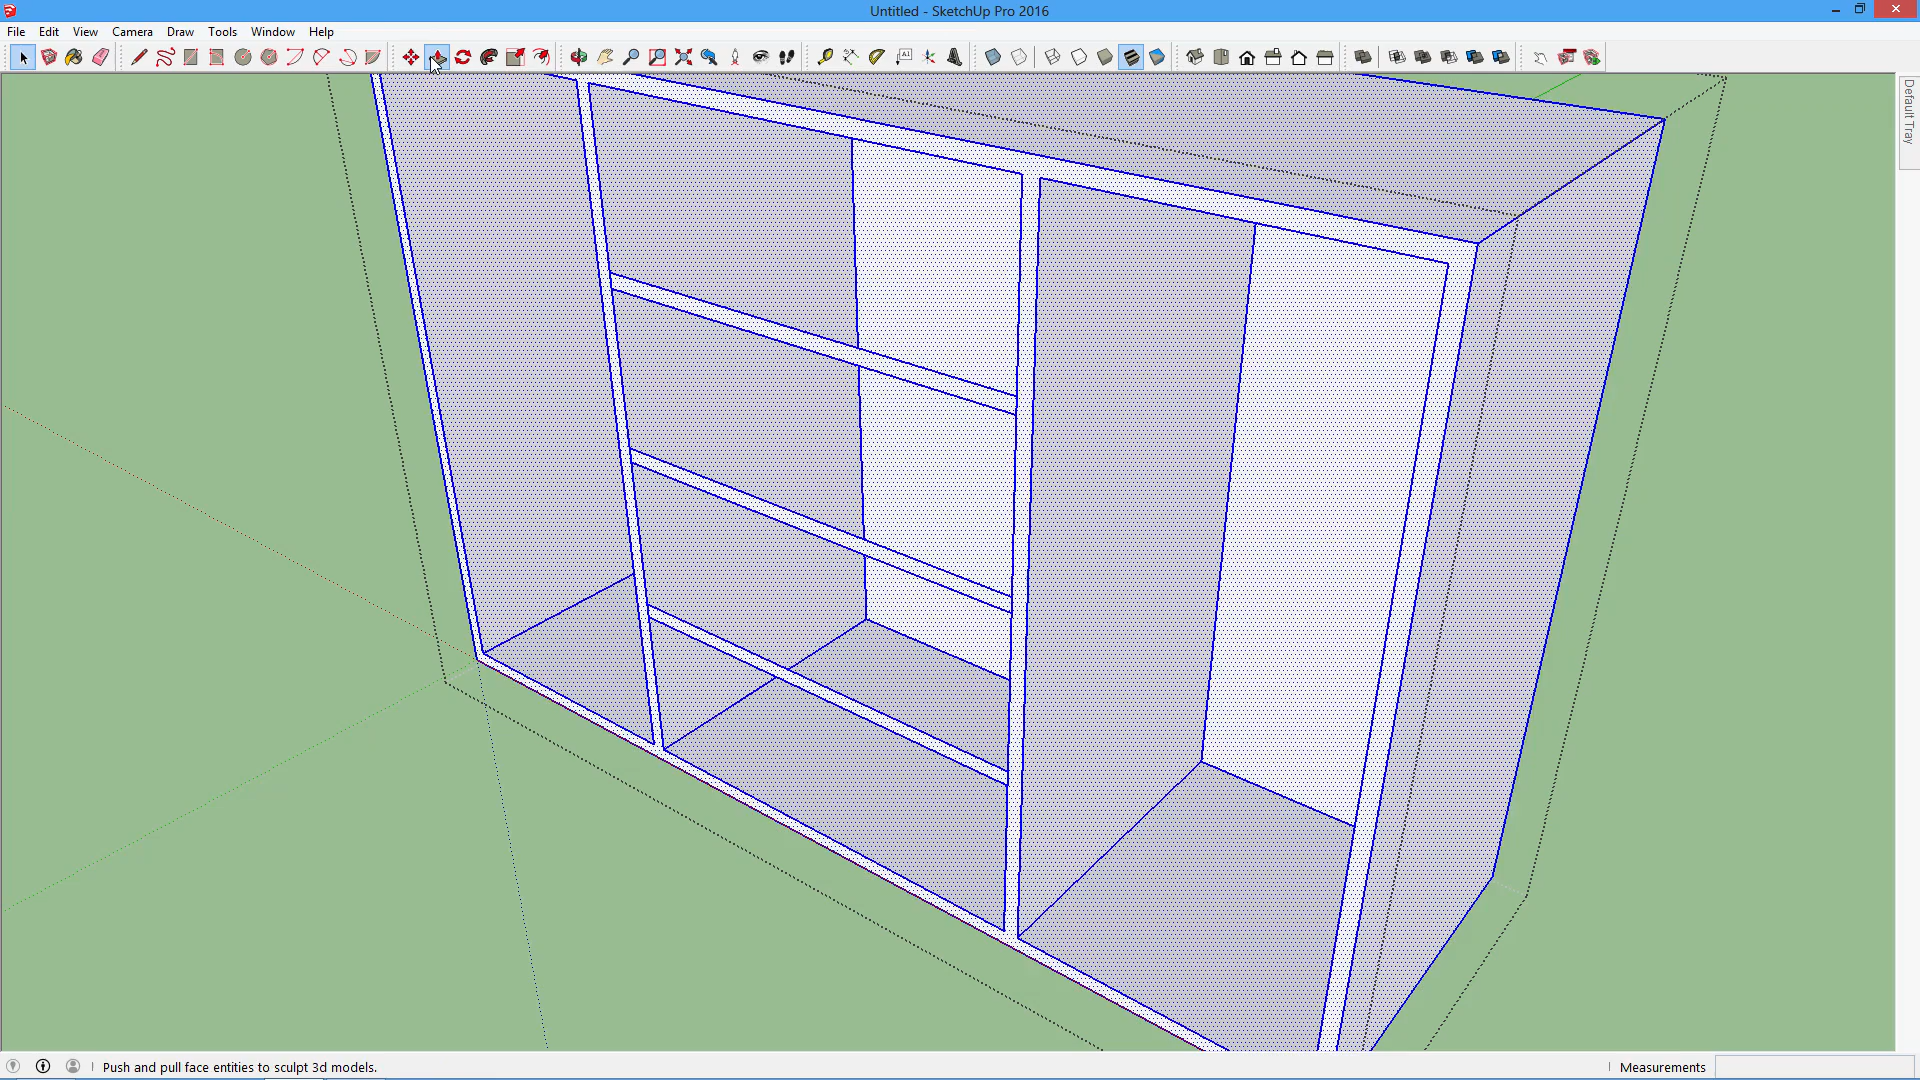 Untitled - SketchUp Pro 2016
File Edit View Camera Draw Tools Window Help
A1
Default Tray
Push and pull face entities to sculpt 3d models.
Measurements